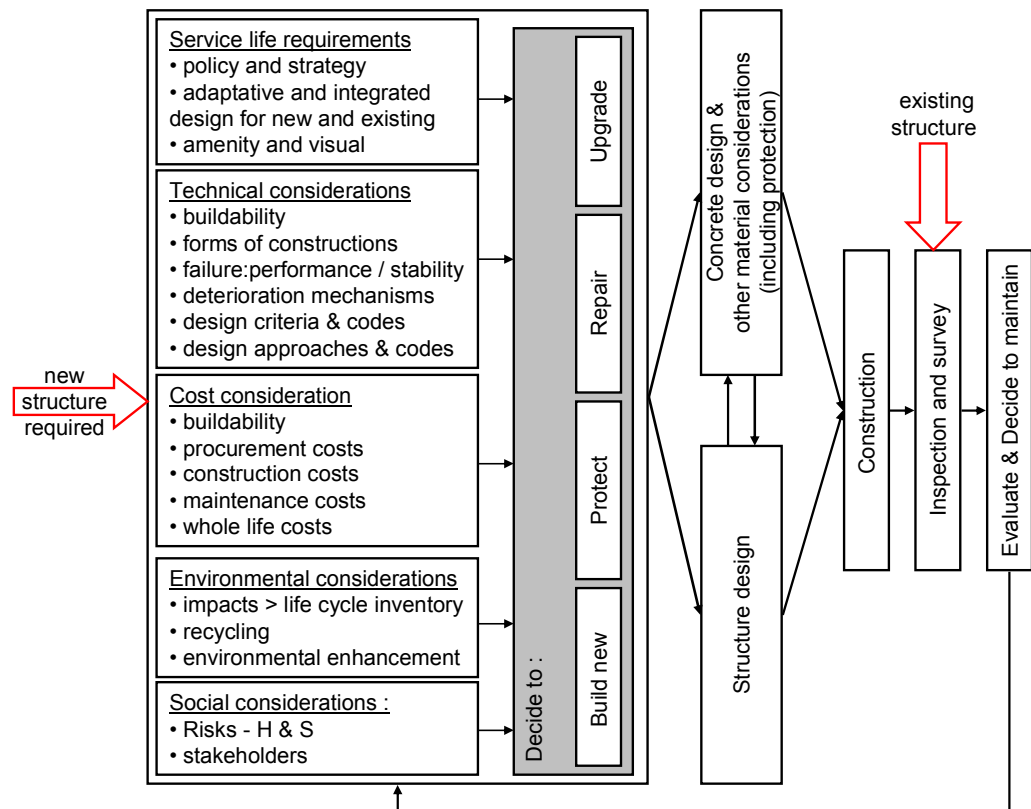 new
structure
required
Service life requirements
• policy and strategy
• adaptative and integrated
design for new and existing
• amenity and visual
Technical considerations
• buildability
• forms of constructions
• failure:performance / stability
• deterioration mechanisms
• design criteria & codes
• design approaches & codes
Cost consideration
• buildability
• procurement costs
• construction costs
• maintenance costs
• whole life costs
Environmental considerations
• impacts > life cycle inventory
• recycling
• environmental enhancement
Social considerations :
• Risks - H & S
• stakeholders
Decide to :
Upgrade
Repair
Protect
Build new
Concrete design &
other material considerations
(including protection)
Structure design
Construction
existing
structure
Inspection and survey
Evaluate & Decide to maintain